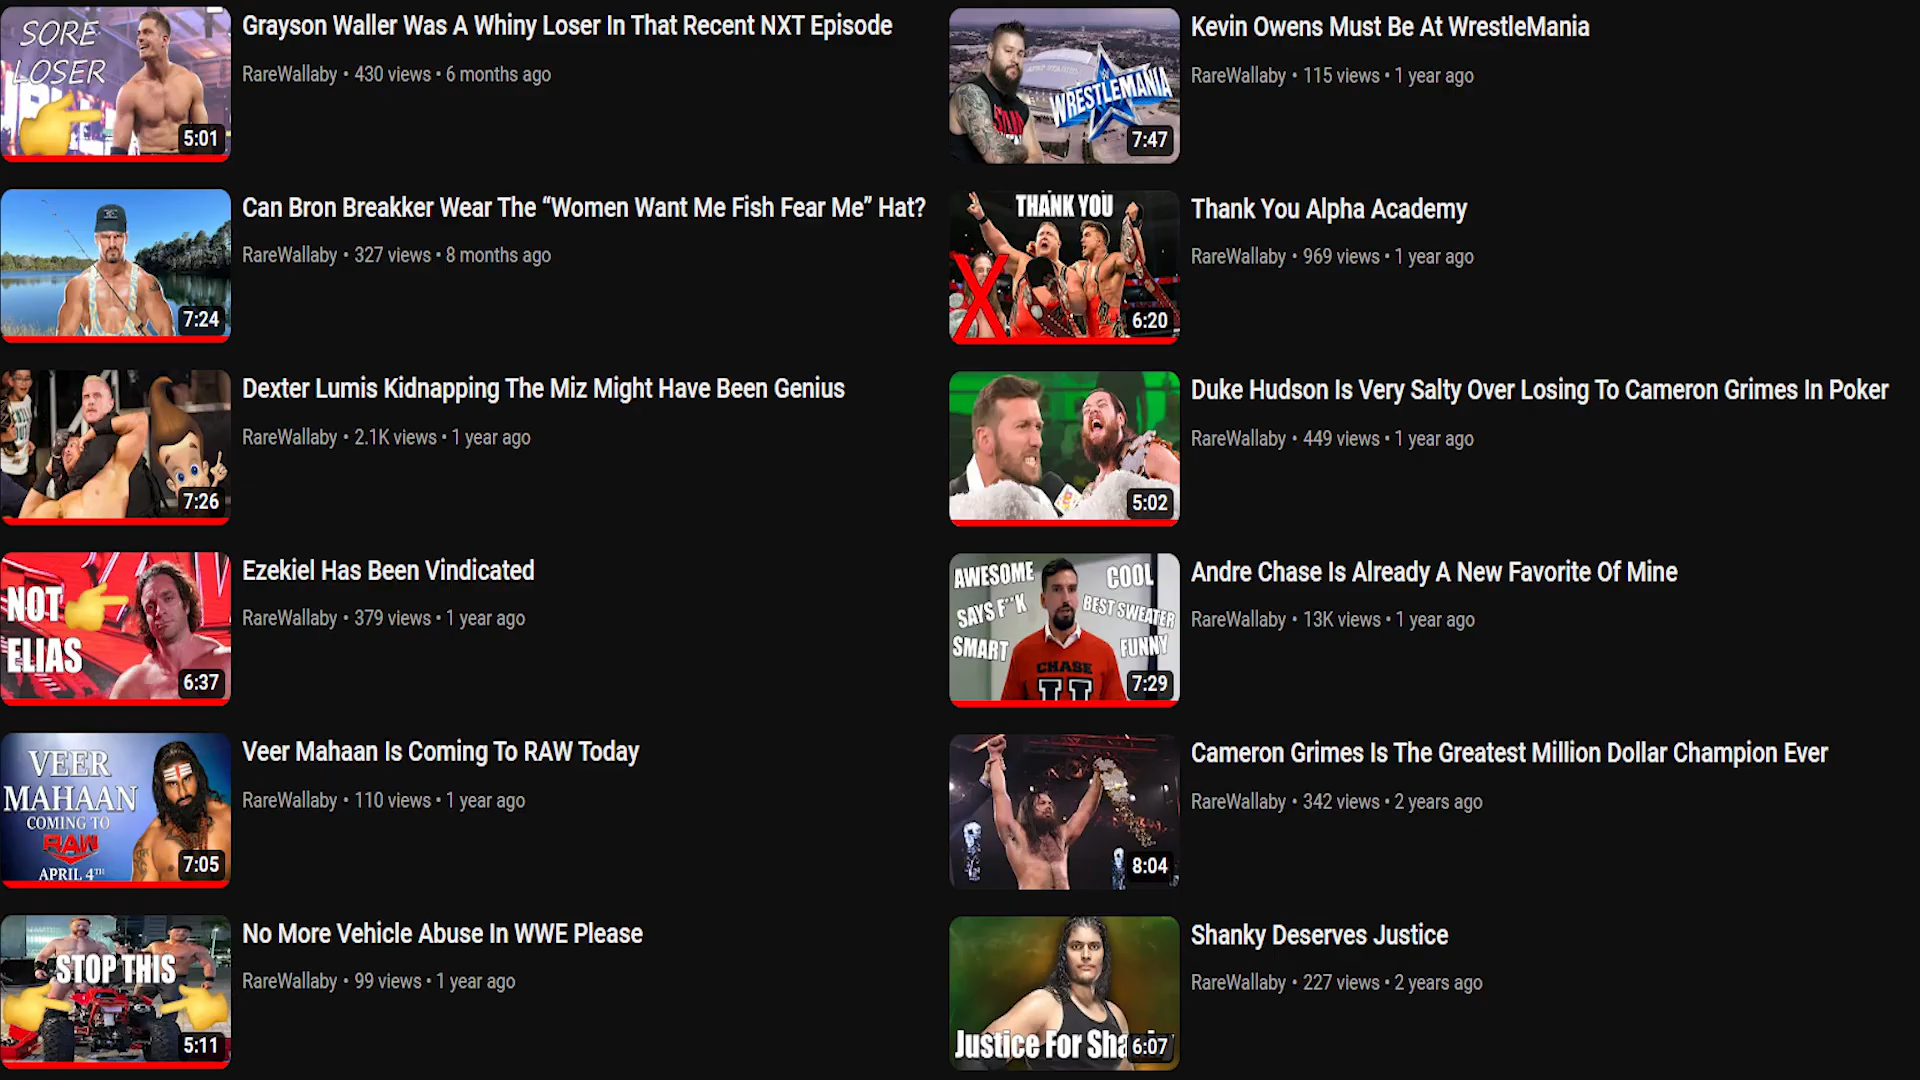 SORE
LOSER
5:01
Grayson Waller Was A Whiny Loser In That Recent NXT Episode
RareWallaby • 430 views • 6 months ago
7:24
Can Bron Breakker Wear The “Women Want Me Fish Fear Me” Hat?
RareWallaby • 327 views • 8 months ago
7:26
Dexter Lumis Kidnapping The Miz Might Have Been Genius
RareWallaby • 2.1K views • 1 year ago
NOT
ELIAS
6:37
Ezekiel Has Been Vindicated
RareWallaby • 379 views • 1 year ago
VEER
MAHAAN
COMING TO
RAW
APRIL 4TH
7:05
Veer Mahaan Is Coming To RAW Today
RareWallaby • 110 views • 1 year ago
STOP THIS
5:11
No More Vehicle Abuse In WWE Please
RareWallaby • 99 views • 1 year ago
WRESTLEMANIA
7:47
Kevin Owens Must Be At WrestleMania
RareWallaby • 115 views • 1 year ago
THANK YOU
X
6:20
Thank You Alpha Academy
RareWallaby • 969 views • 1 year ago
5:02
Duke Hudson Is Very Salty Over Losing To Cameron Grimes In Poker
RareWallaby • 449 views • 1 year ago
AWESOME
COOL
SAYS F**K
BEST SWEATER
SMART
FUNNY
CHASE
U
7:29
Andre Chase Is Already A New Favorite Of Mine
RareWallaby • 13K views • 1 year ago
8:04
Cameron Grimes Is The Greatest Million Dollar Champion Ever
RareWallaby • 342 views • 2 years ago
Justice For Sha
6:07
Shanky Deserves Justice
RareWallaby • 227 views • 2 years ago